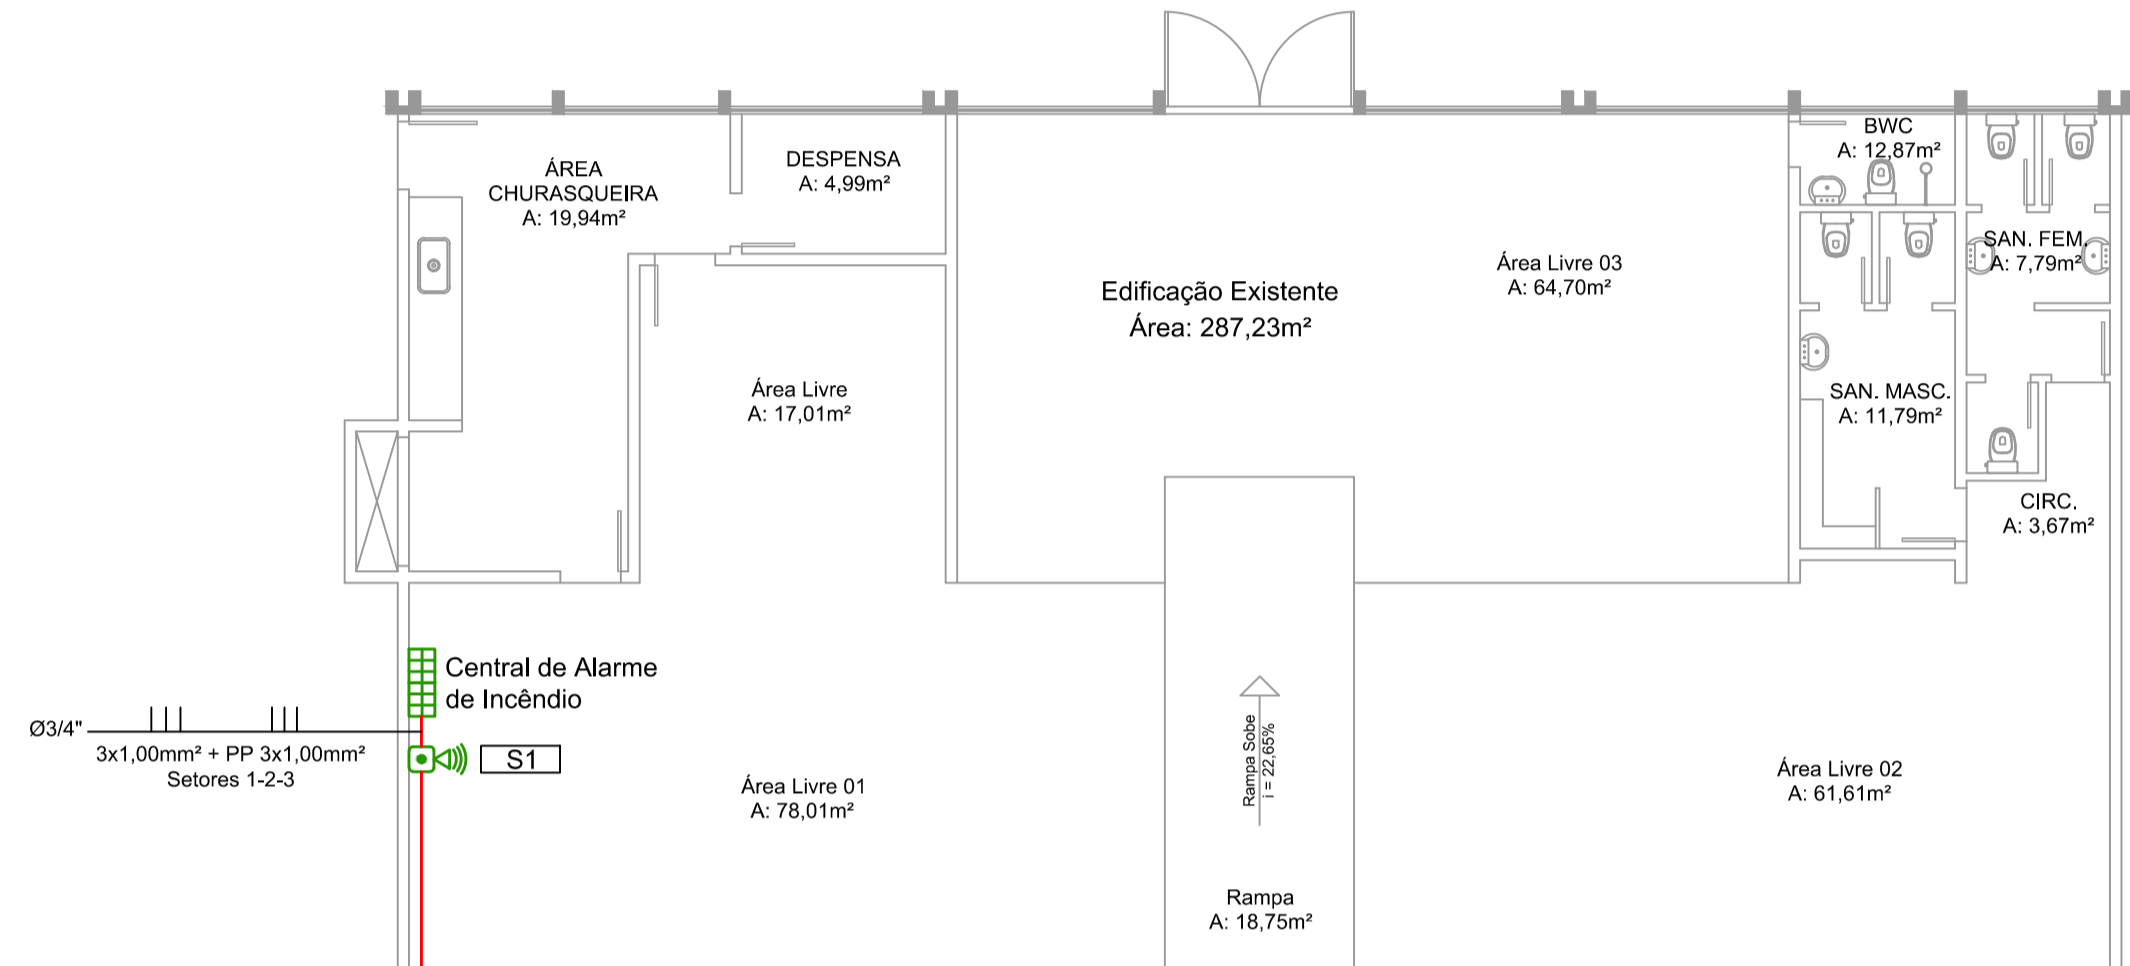 BWC
A: 12,87m²
ÁREA
CHURASQUEIRA
A: 19,94m²
DESPENSA
A: 4,99m²
SAN. FEM.
A: 7,79m²
Área Livre 03
A: 64,70m²
Edificação Existente
Área: 287,23m²
Área Livre
A: 17,01m²
SAN. MASC.
A: 11,79m²
CIRC.
A: 3,67m²
Central de Alarme
de Incêndio
Ø3/4"
3x1,00mm² + PP 3x1,00mm²
Setores 1-2-3
S1
Rampa Sobe
i = 22,65%
Área Livre 01
A: 78,01m²
Área Livre 02
A: 61,61m²
Rampa
A: 18,75m²